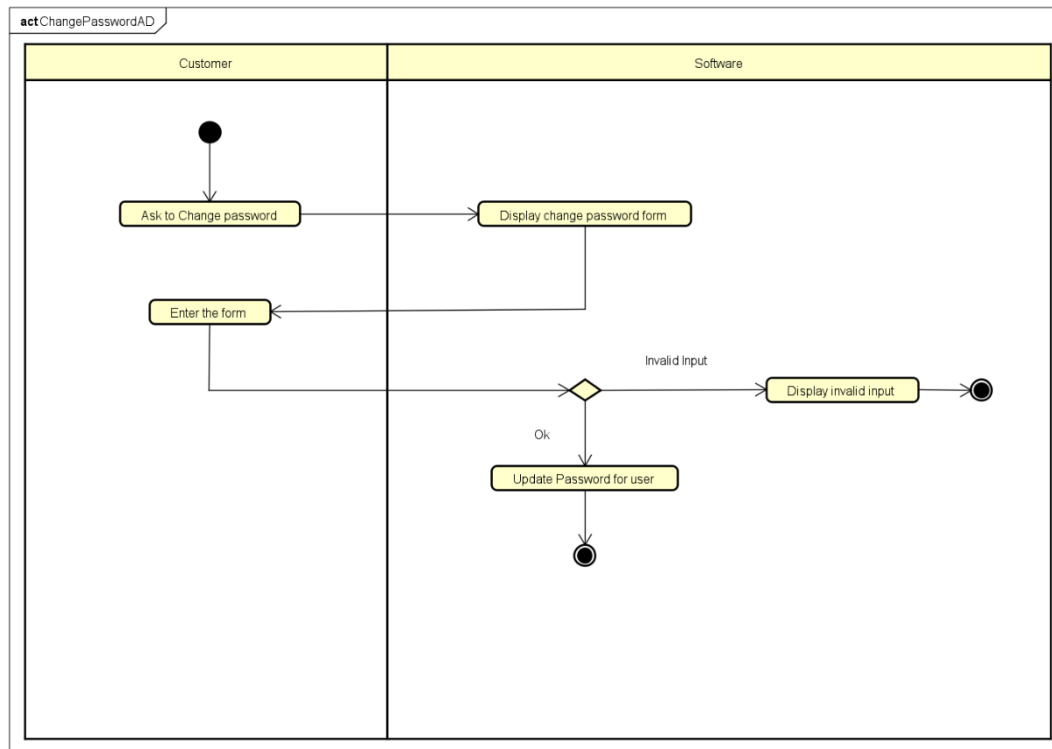 act ChangePasswordAD
Customer
Software
Ask to Change password
Display change password form
Enter the form
Invalid Input
Display invalid input
Ok
Update Password for user